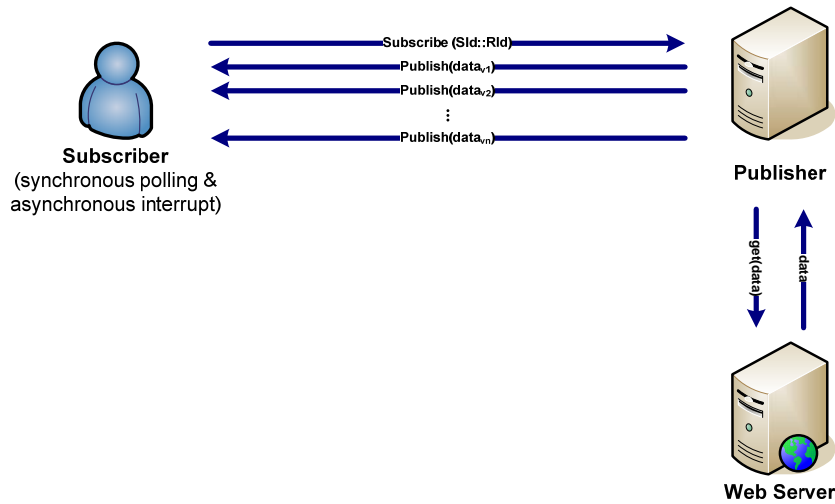 Subscribe (SId::RId)
Publish(datav1)
Publish(datav2)
⋮
Publish(datavn)
Subscriber
(synchronous polling &
asynchronous interrupt)
Publisher
get(data)
data
Web Server